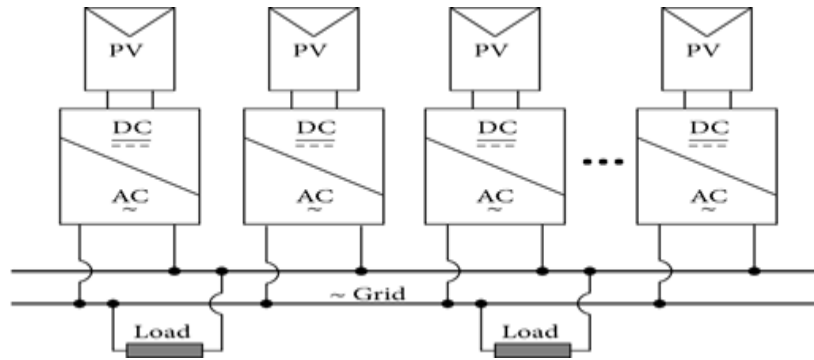 PV PV PV PV
DC DC DC DC
AC AC AC AC
~ ~ ~ ~
~ Grid
Load Load